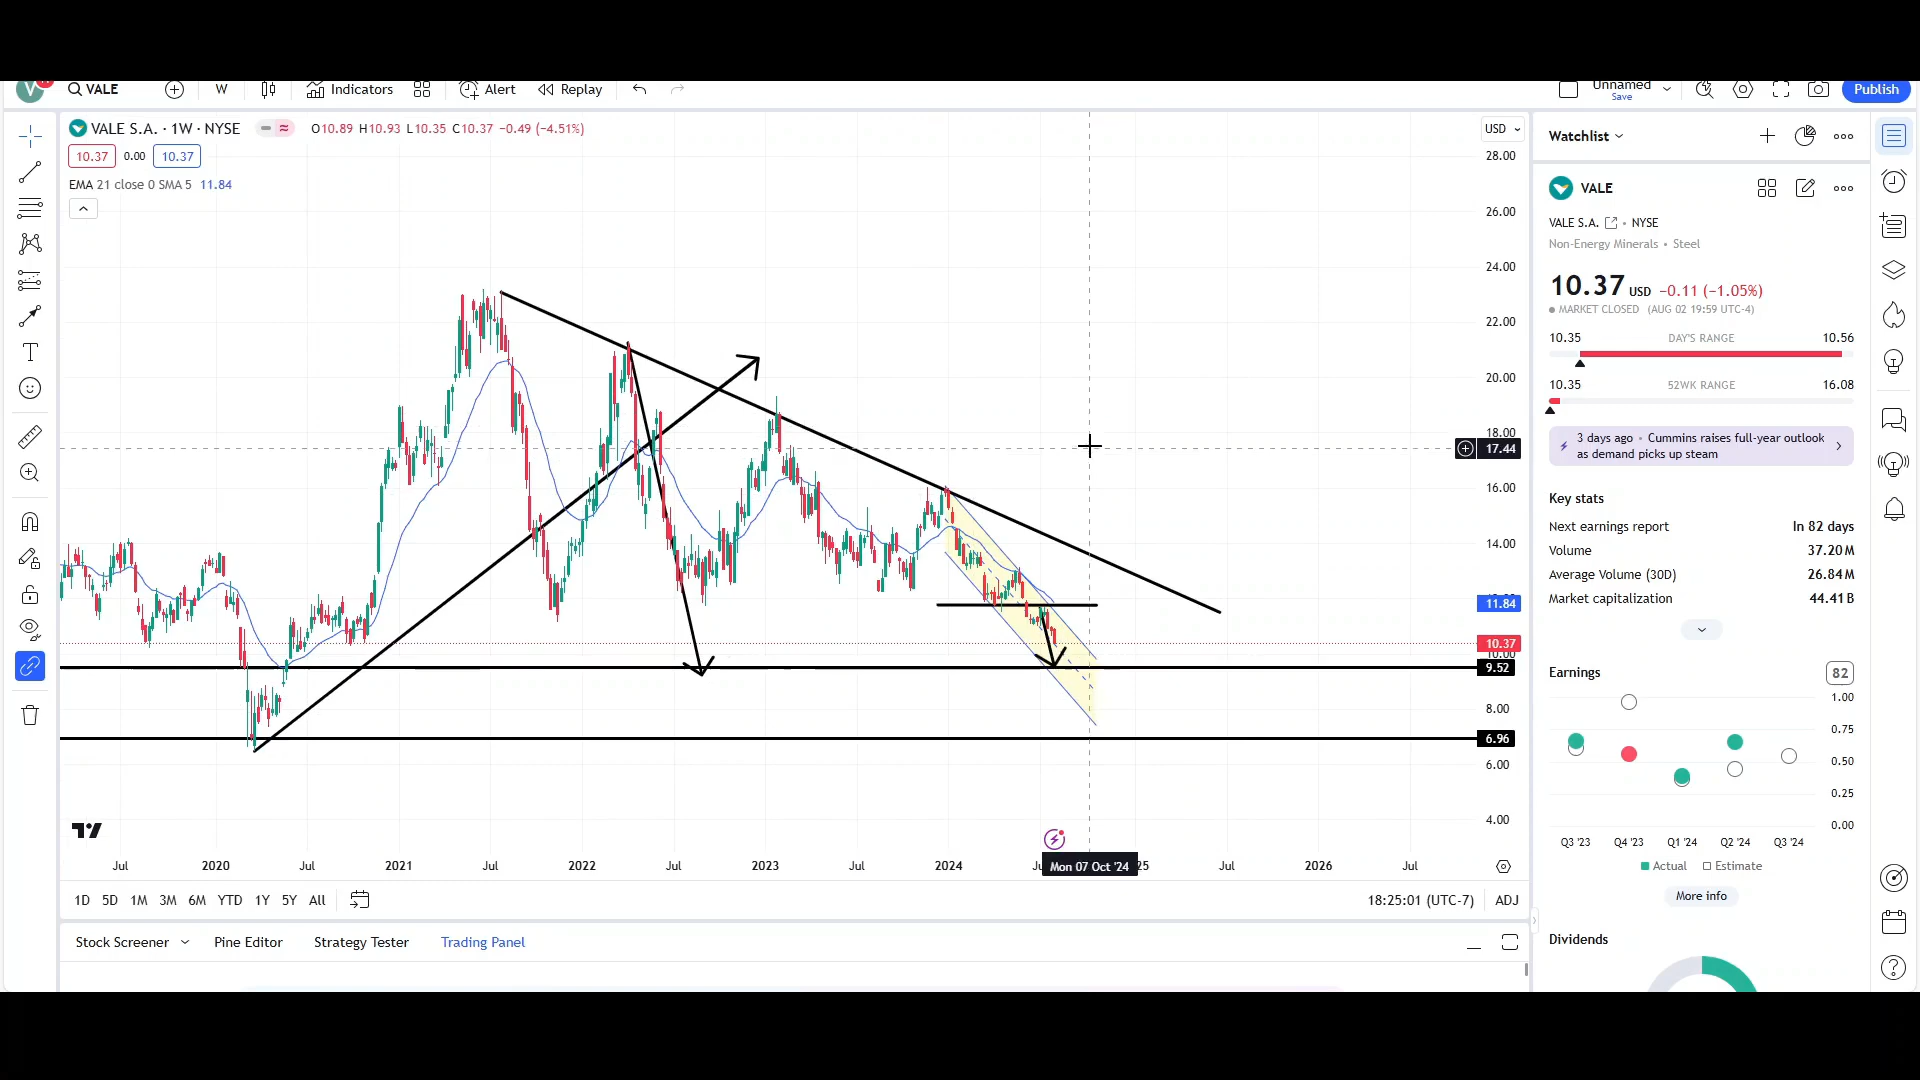 VALE
W
Indicators
Alert
Replay
Unnamed
Save
Publish
VALE S.A. · 1W · NYSE
O10.89 H10.93 L10.35 C10.37 −0.49 (−4.51%)
USD
10.37 0.00 10.37
EMA 21 close 0 SMA 5 11.84
28.00
26.00
24.00
22.00
20.00
18.00
17.44
16.00
14.00
11.84
10.37
10.00
9.52
8.00
6.96
6.00
4.00
Jul 2020 Jul 2021 Jul 2022 Jul 2023 Jul 2024 Mon 07 Oct '24 Jul 2026 Jul
1D 5D 1M 3M 6M YTD 1Y 5Y All
18:25:01 (UTC-7) ADJ
Stock Screener Pine Editor Strategy Tester Trading Panel
Watchlist
VALE
VALE S.A. • NYSE
Non-Energy Minerals • Steel
10.37 USD −0.11 (−1.05%)
MARKET CLOSED (AUG 02 19:59 UTC-4)
10.35 DAY'S RANGE 10.56
10.35 52WK RANGE 16.08
3 days ago • Cummins raises full-year outlook
as demand picks up steam
Key stats
Next earnings report In 82 days
Volume 37.20M
Average Volume (30D) 26.84M
Market capitalization 44.41B
Earnings 82
1.00
0.75
0.50
0.25
0.00
Q3 '23 Q4 '23 Q1 '24 Q2 '24 Q3 '24
Actual Estimate
More info
Dividends